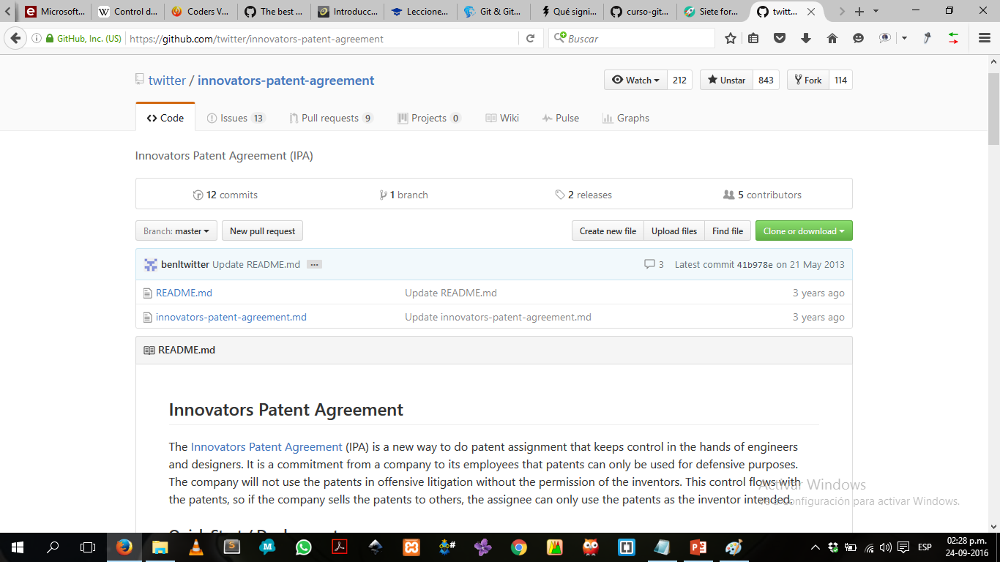 Microsof... Control d... Coders V... The best ... Introducc... Leccione... Git & Git... Qué signi... curso-git... Siete for... twitt...
GitHub, Inc. (US) https://github.com/twitter/innovators-patent-agreement Buscar
twitter / innovators-patent-agreement Watch 212 Unstar 843 Fork 114
Code Issues 13 Pull requests 9 Projects 0 Wiki Pulse Graphs
Innovators Patent Agreement (IPA)
12 commits 1 branch 2 releases 5 contributors
Branch: master New pull request Create new file Upload files Find file Clone or download
benltwitter Update README.md ... 3 Latest commit 41b978e on 21 May 2013
README.md Update README.md 3 years ago
innovators-patent-agreement.md Update innovators-patent-agreement.md 3 years ago
README.md
Innovators Patent Agreement
The Innovators Patent Agreement (IPA) is a new way to do patent assignment that keeps control in the hands of engineers
and designers. It is a commitment from a company to its employees that patents can only be used for defensive purposes.
The company will not use the patents in offensive litigation without the permission of the inventors. This control flows with
the patents, so if the company sells the patents to others, the assignee can only use the patents as the inventor intended.
Activar Windows
Ve a Configuración para activar Windows.
Quick Start /
ESP
02:28 p.m.
24-09-2016